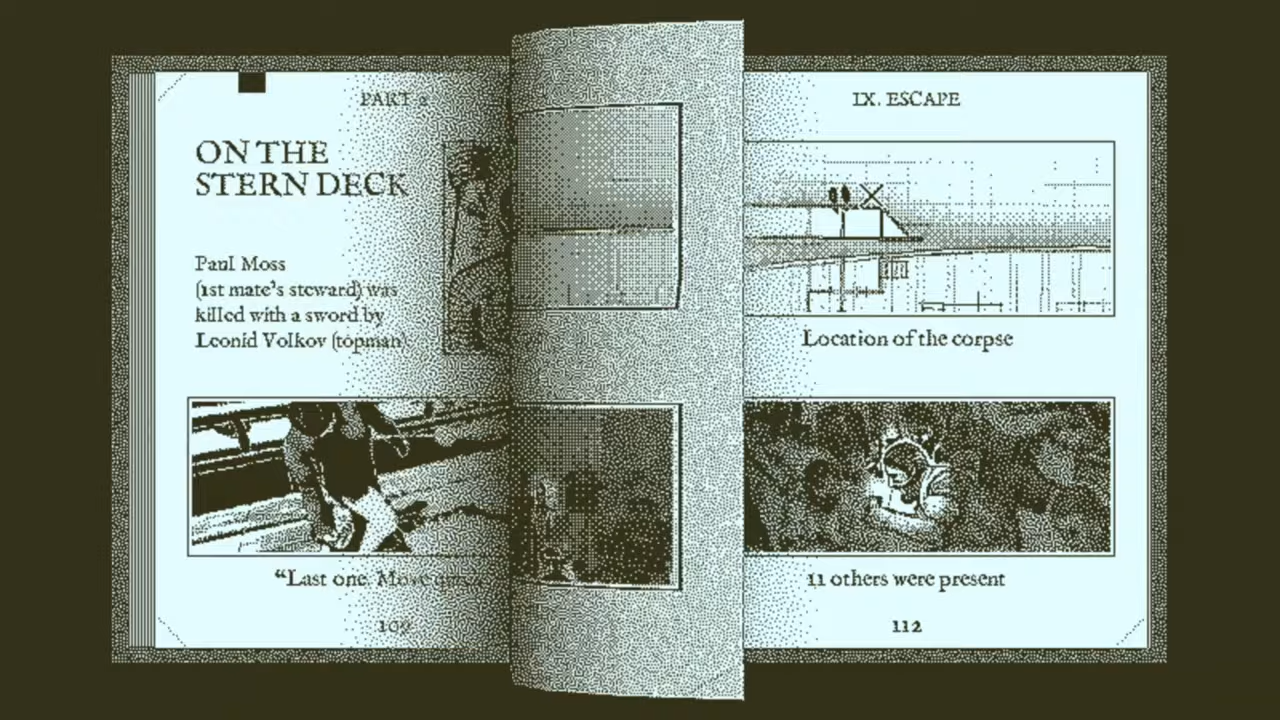 PART 2
ON THE
STERN DECK
Paul Moss
(1st mate's steward) was
killed with a sword by
Leonid Volkov (topman).
“Last one. Move
IX. ESCAPE
Location of the corpse
11 others were present
112